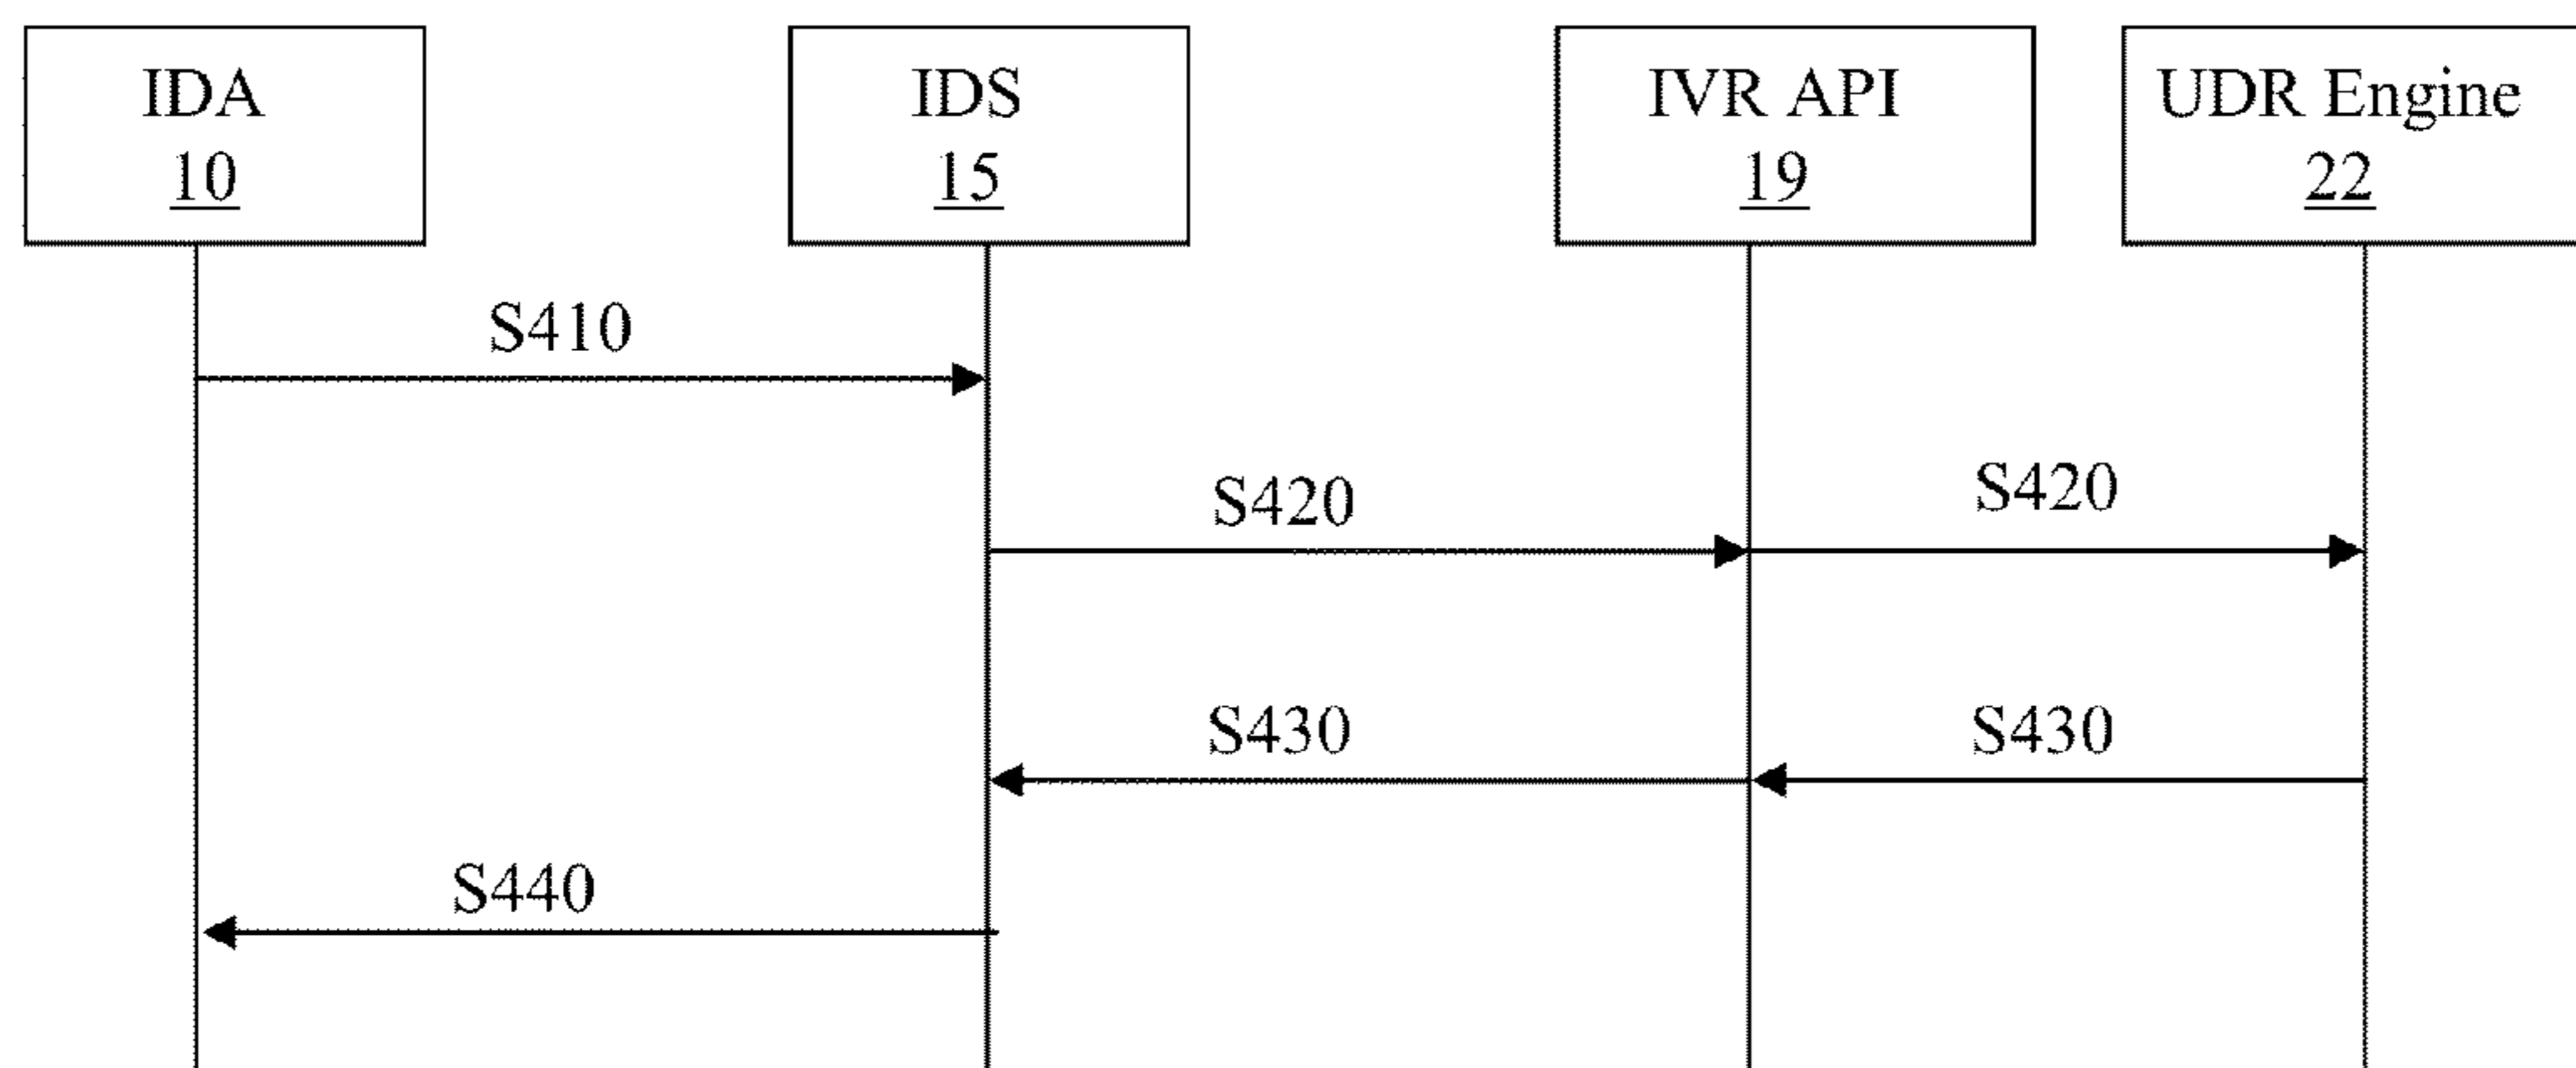 IDA
10
IDS
15
IVR API
19
UDR Engine
22
S410
S420
S420
S430
S430
S440